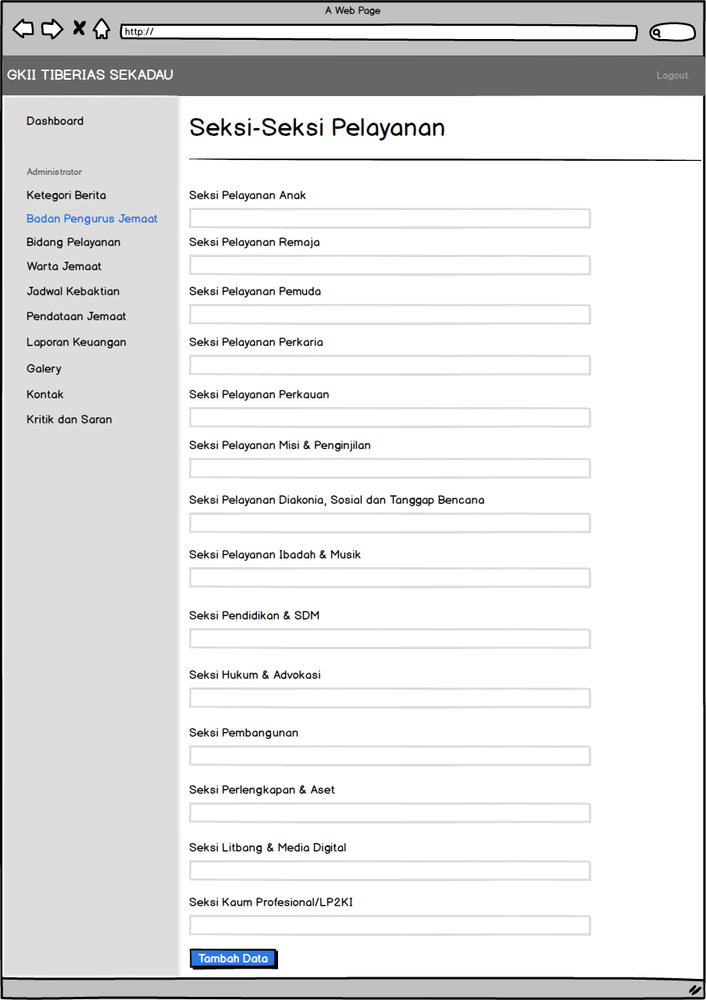 A Web Page
http://
GKII TIBERIAS SEKADAU
Logout
Dashboard
Administrator
Ketegori Berita
Badan Pengurus Jemaat
Bidang Pelayanan
Warta Jemaat
Jadwal Kebaktian
Pendataan Jemaat
Laporan Keuangan
Galery
Kontak
Kritik dan Saran
Seksi-Seksi Pelayanan
Seksi Pelayanan Anak
Seksi Pelayanan Remaja
Seksi Pelayanan Pemuda
Seksi Pelayanan Perkaria
Seksi Pelayanan Perkauan
Seksi Pelayanan Misi & Penginjilan
Seksi Pelayanan Diakonia, Sosial dan Tanggap Bencana
Seksi Pelayanan Ibadah & Musik
Seksi Pendidikan & SDM
Seksi Hukum & Advokasi
Seksi Pembangunan
Seksi Perlengkapan & Aset
Seksi Litbang & Media Digital
Seksi Kaum Profesional/LP2KI
Tambah Data